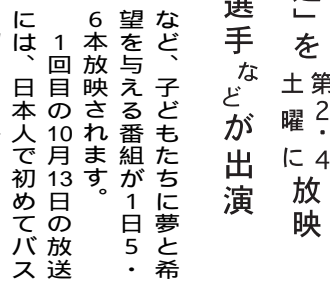 」を第2・4土曜に放映
選手などが出演
など、子どもたちに夢と希
望を与える番組が1日5・
6本放映されます。
　1回目の10月13日の放送
には、日本人で初めてバス